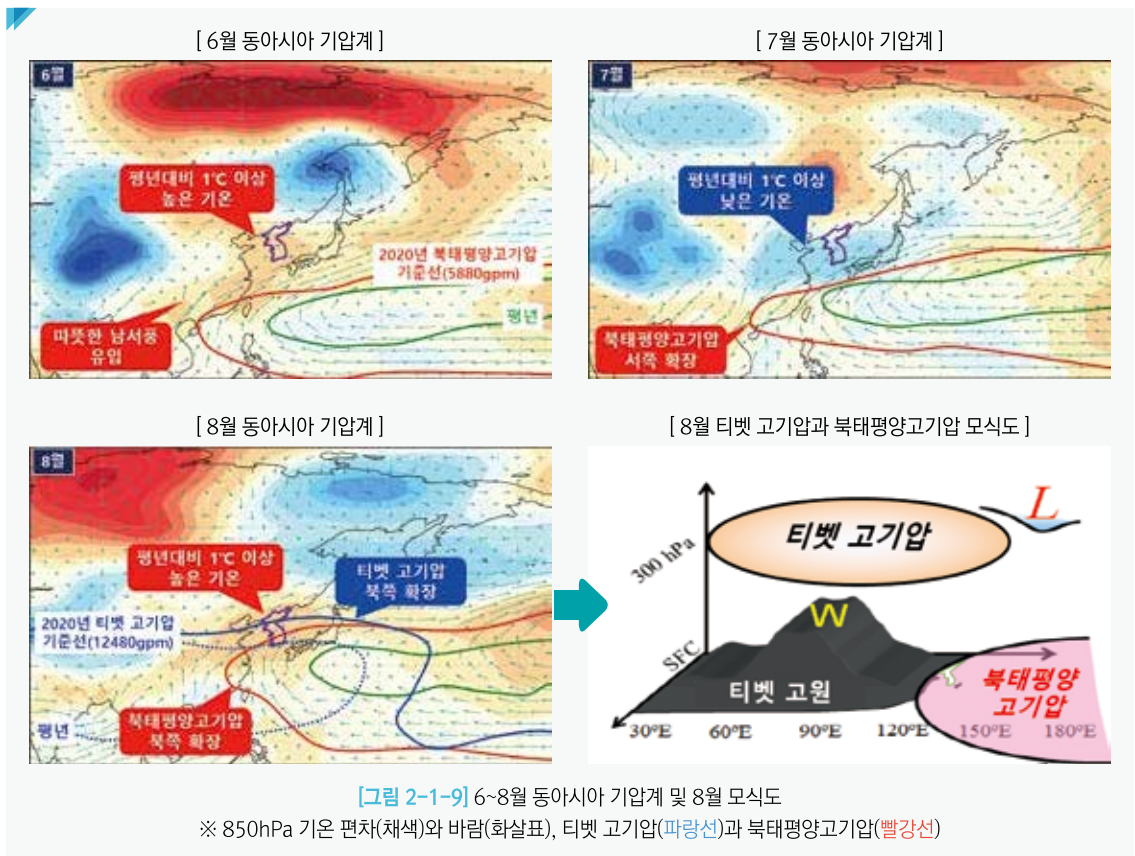 [ 6월 동아시아 기압계 ]
6월
평년대비 1℃ 이상
높은 기온
2020년 북태평양고기압
기준선(5880gpm)
평년
따뜻한 남서풍
유입
[ 7월 동아시아 기압계 ]
7월
평년대비 1℃ 이상
낮은 기온
북태평양고기압
서쪽 확장
[ 8월 동아시아 기압계 ]
8월
평년대비 1℃ 이상
높은 기온
티벳 고기압
북쪽 확장
2020년 티벳 고기압
기준선(12480gpm)
평년
북태평양고기압
북쪽 확장
[ 8월 티벳 고기압과 북태평양고기압 모식도 ]
L
티벳 고기압
300 hPa
W
SFC
티벳 고원
북태평양
고기압
30ºE 60ºE 90ºE 120ºE 150ºE 180ºE
[그림 2-1-9] 6~8월 동아시아 기압계 및 8월 모식도
※ 850hPa 기온 편차(채색)와 바람(화살표), 티벳 고기압(파랑선)과 북태평양고기압(빨강선)